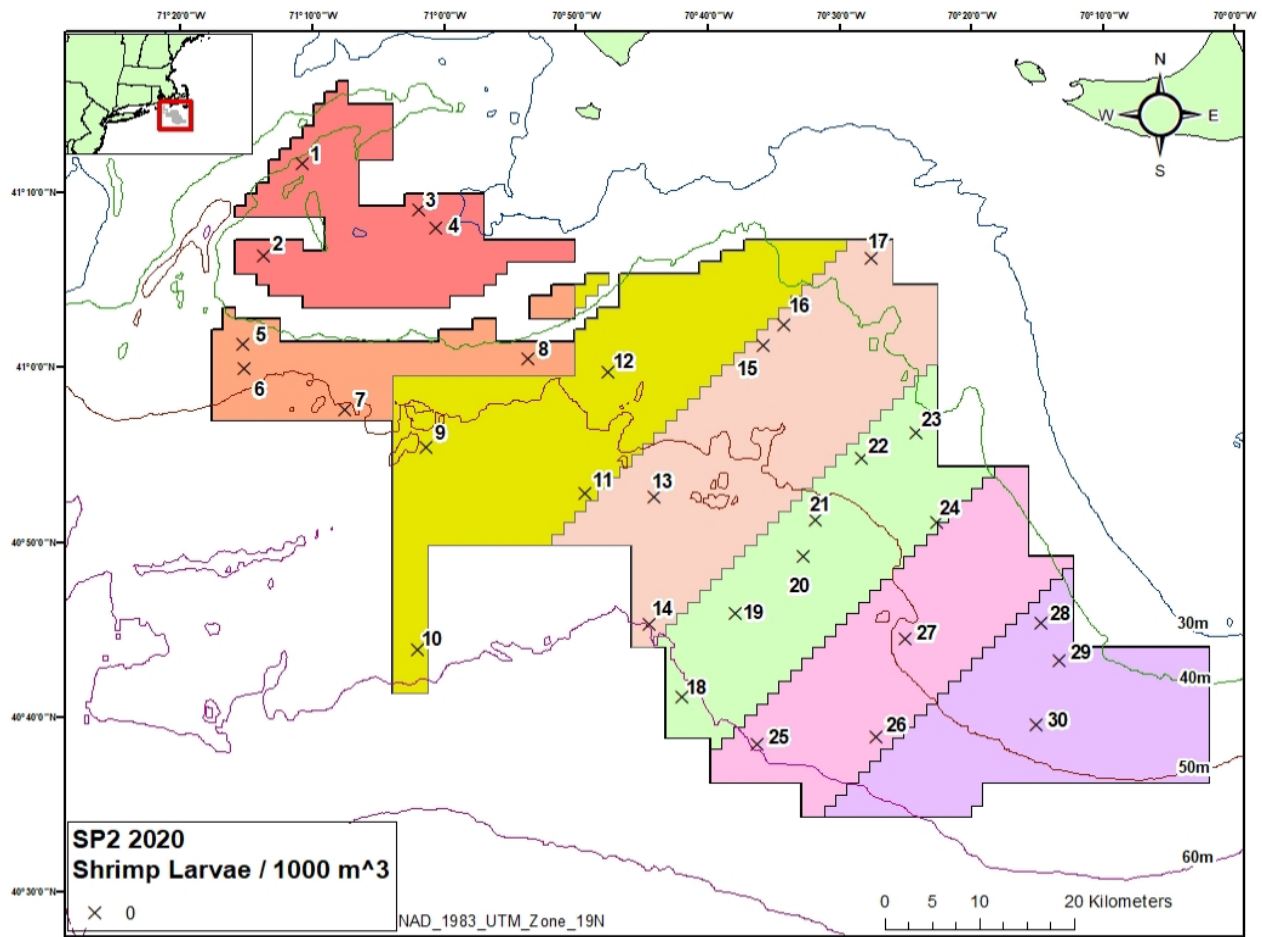 71°20'0"W 71°10'0"W 71°0'0"W 70°50'0"W 70°40'0"W 70°30'0"W 70°20'0"W 70°10'0"W 70°0'0"W
N
W E
S
41°10'0"N
41°0'0"N
40°50'0"N
40°40'0"N
40°30'0"N
1
2
3
4
5
6
7
8
9
10
11
12
13
14
15
16
17
18
19
20
21
22
23
24
25
26
27
28
29
30
30m
40m
50m
60m
SP2 2020
Shrimp Larvae / 1000 m^3
0
NAD_1983_UTM_Zone_19N
0 5 10 20 Kilometers